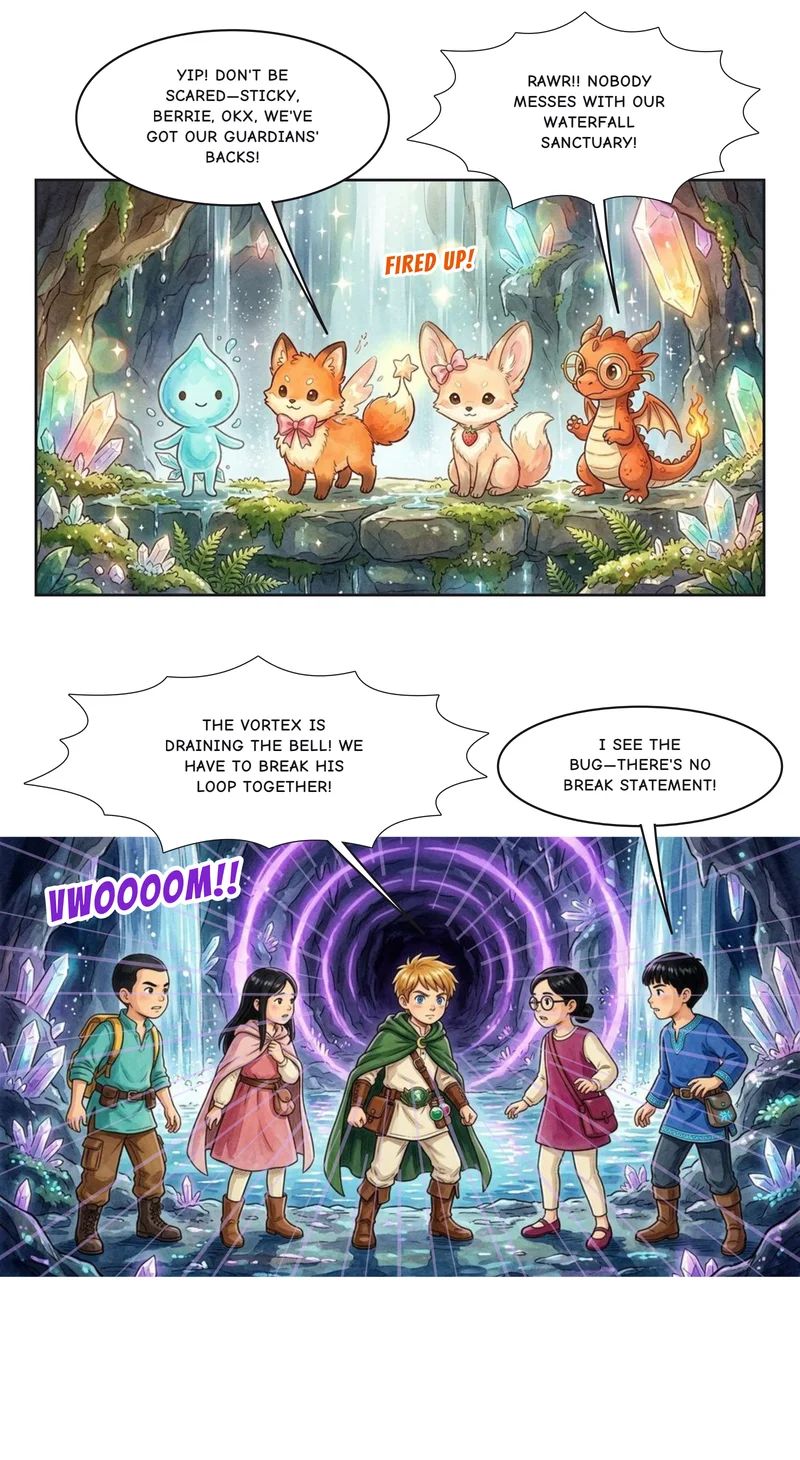 YIP! DON'T BE
SCARED—STICKY,
BERRIE, OKX, WE'VE
GOT OUR GUARDIANS'
BACKS!
RAWR!! NOBODY
MESSES WITH OUR
WATERFALL
SANCTUARY!
FIRED UP!
THE VORTEX IS
DRAINING THE BELL! WE
HAVE TO BREAK HIS
LOOP TOGETHER!
I SEE THE
BUG—THERE'S NO
BREAK STATEMENT!
VWOOOOM!!